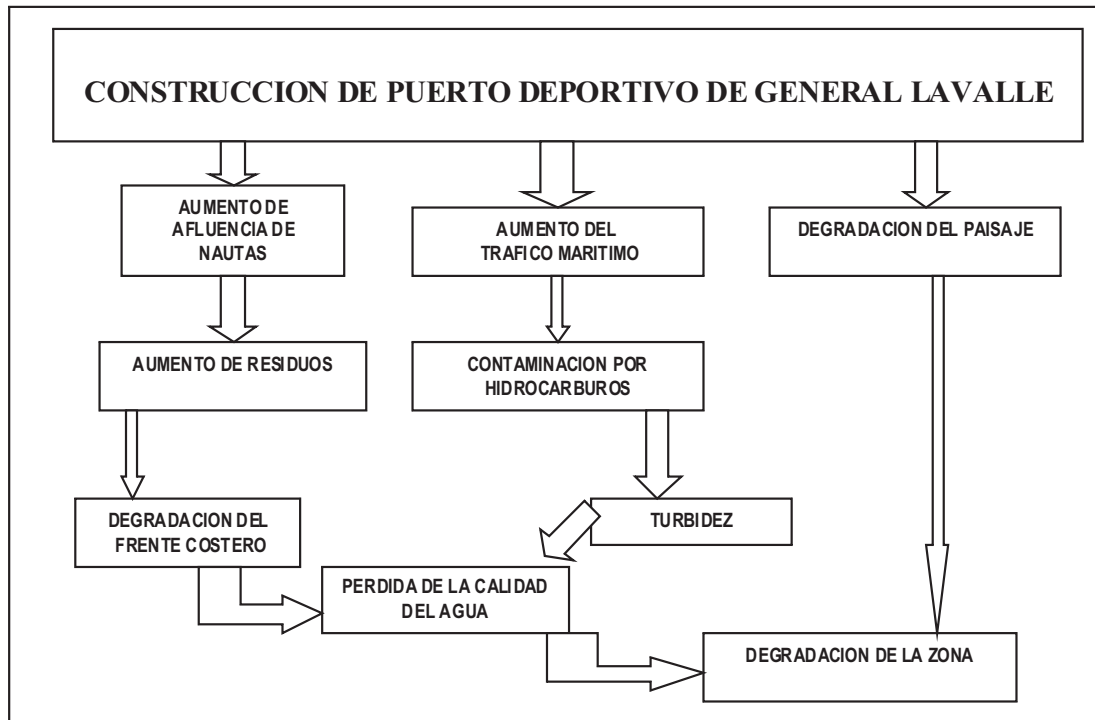 CONSTRUCCION DE PUERTO DEPORTIVO DE GENERAL LAVALLE
AUMENTO DE
AFLUENCIA DE
NAUTAS
AUMENTO DEL
TRAFICO MARITIMO
DEGRADACION DEL PAISAJE
AUMENTO DE RESIDUOS
CONTAMINACION POR
HIDROCARBUROS
DEGRADACION DEL
FRENTE COSTERO
TURBIDEZ
PERDIDA DE LA CALIDAD
DEL AGUA
DEGRADACION DE LA ZONA